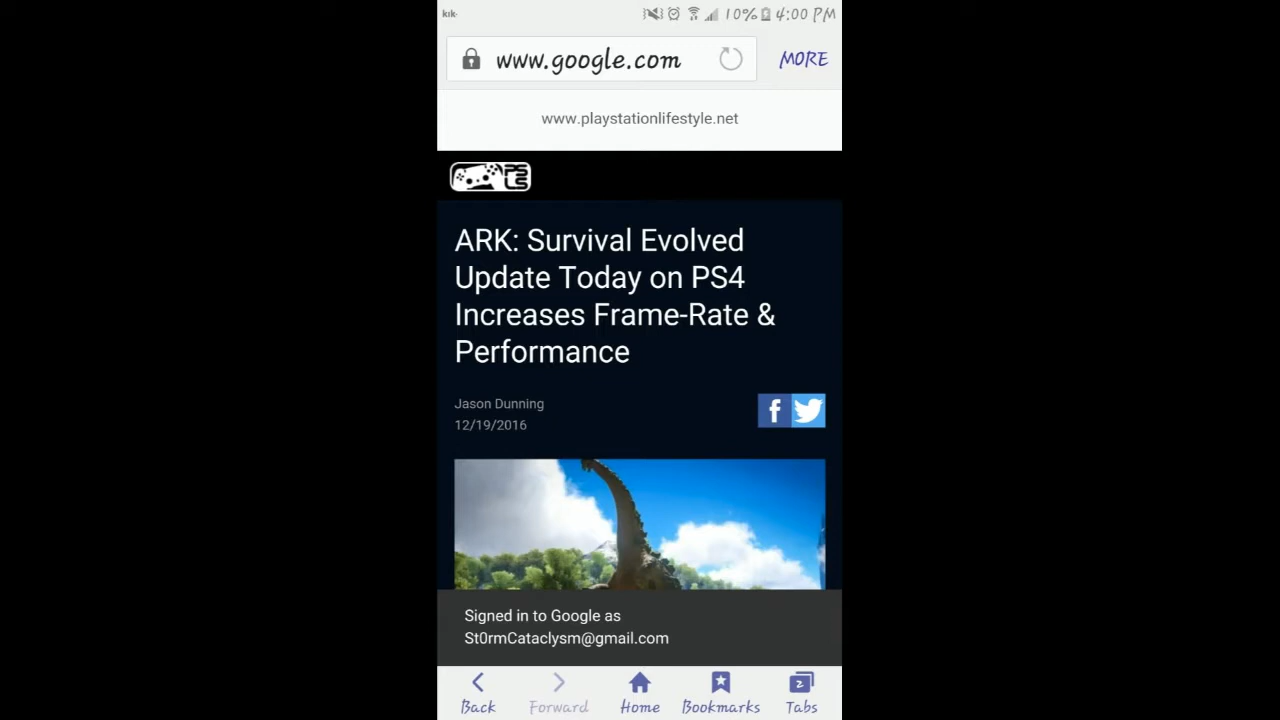 kik·
10% 4:00 PM
www.google.com
MORE
www.playstationlifestyle.net
ARK: Survival Evolved
Update Today on PS4
Increases Frame-Rate &
Performance
Jason Dunning
12/19/2016
Signed in to Google as
St0rmCataclysm@gmail.com
Back Forward Home Bookmarks 2 Tabs